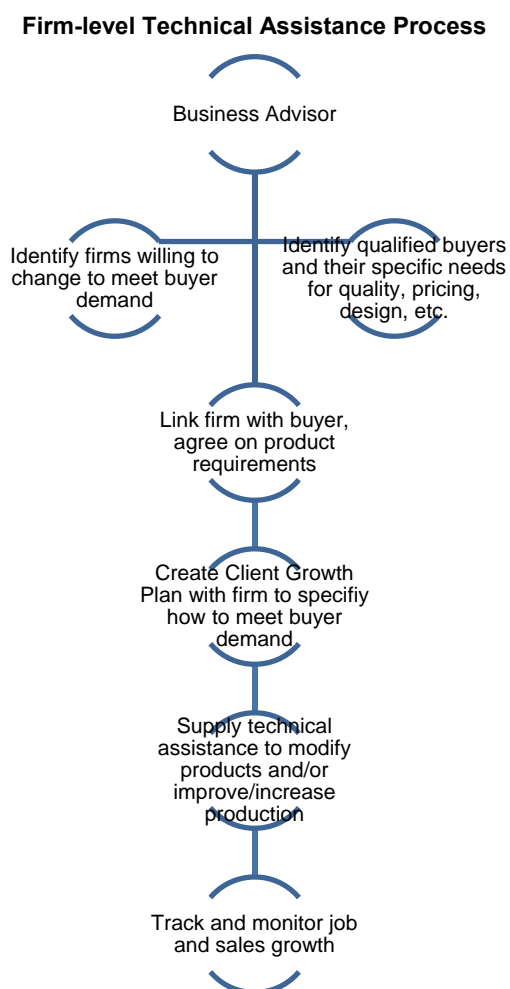 Firm-level Technical Assistance Process
Business Advisor
Identify firms willing to
change to meet buyer
demand
Identify qualified buyers
and their specific needs
for quality, pricing,
design, etc.
Link firm with buyer,
agree on product
requirements
Create Client Growth
Plan with firm to specifiy
how to meet buyer
demand
Supply technical
assistance to modify
products and/or
improve/increase
production
Track and monitor job
and sales growth